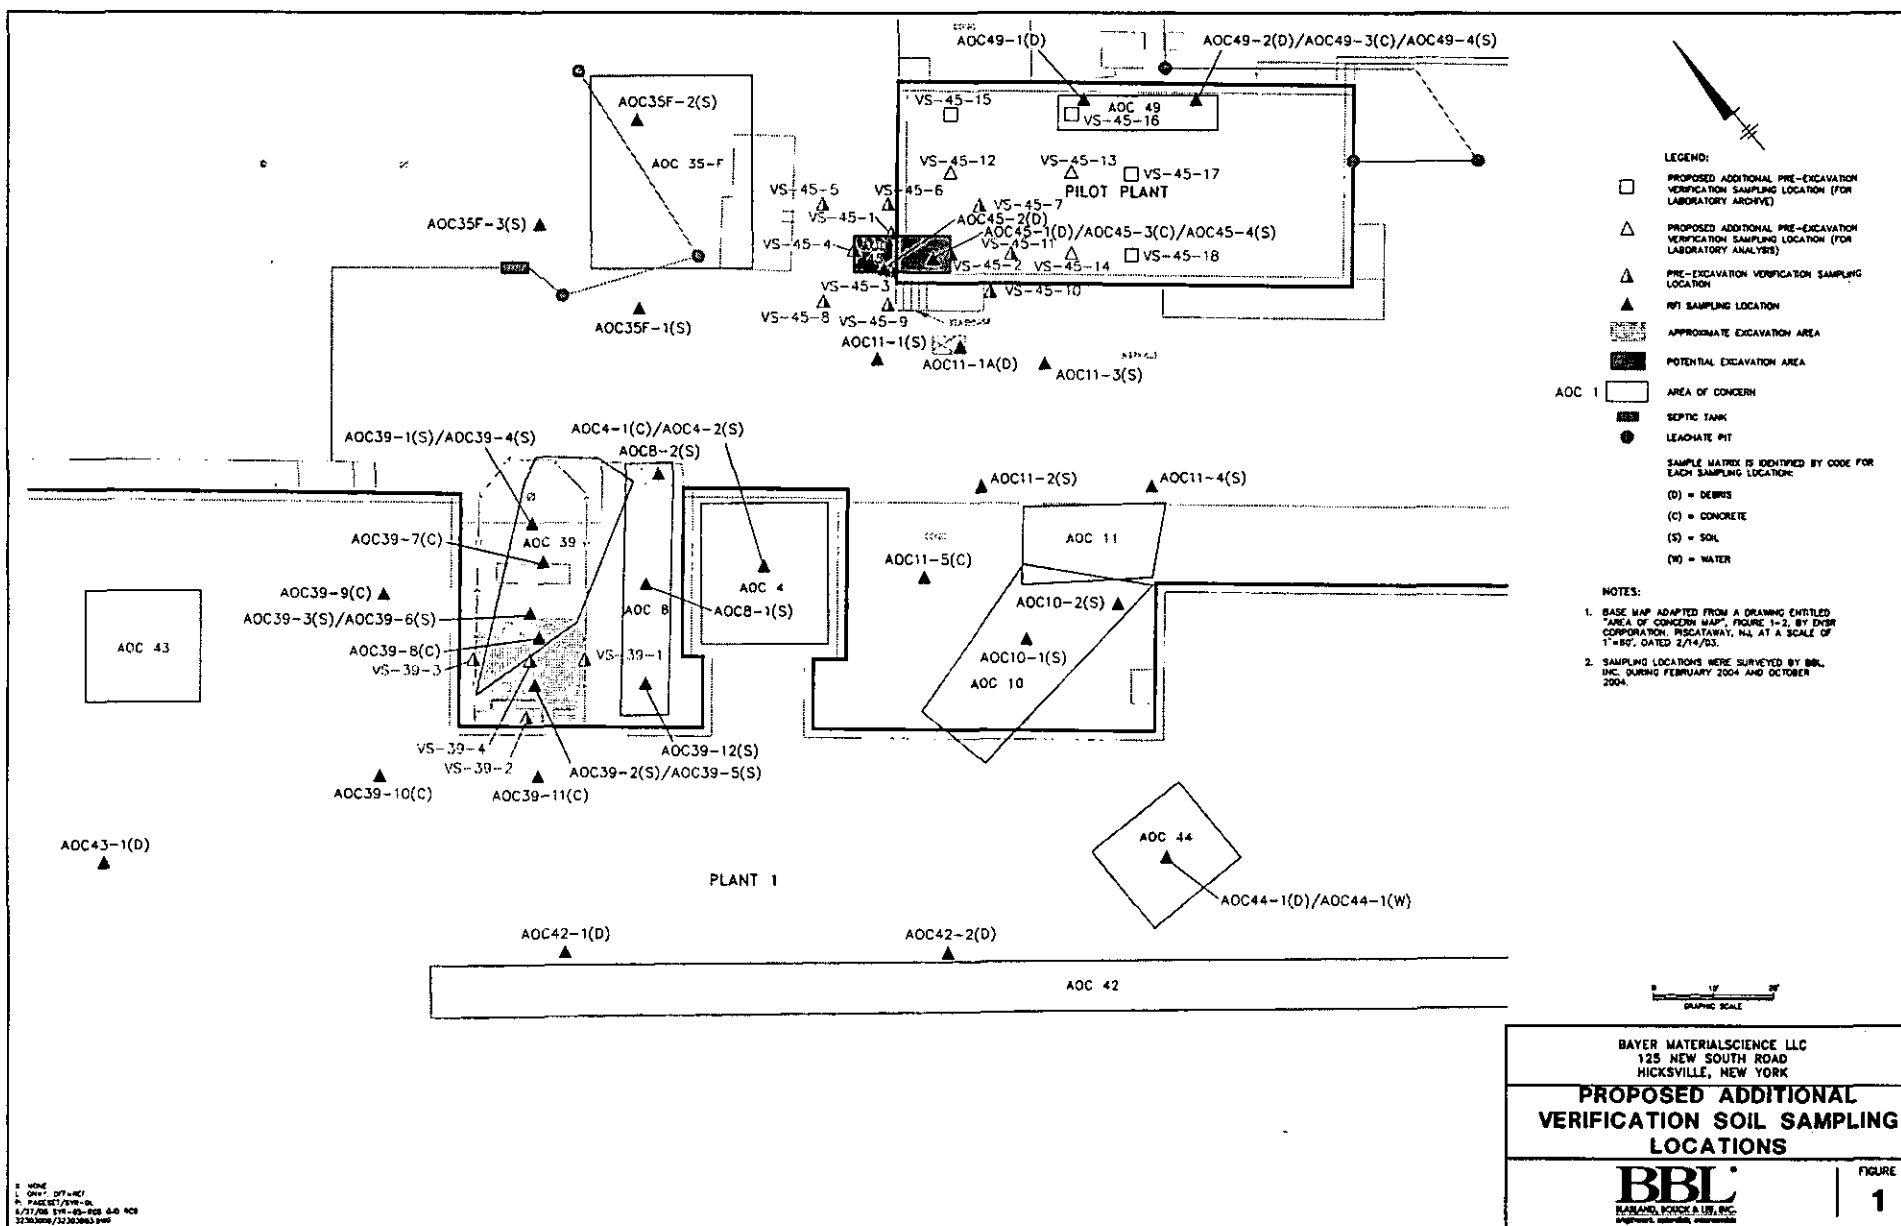 AOC49-1(D)
AOC49-2(D)/AOC49-3(C)/AOC49-4(S)
AOC35F-2(S)
VS-45-15
AOC 49
VS-45-16
AOC 35-F
VS-45-12
VS-45-13
VS-45-17
PILOT PLANT
VS-45-5
VS-45-6
VS-45-7
VS-45-1
AOC45-2(D)
AOC35F-3(S)
AOC45-1(D)/AOC45-3(C)/AOC45-4(S)
VS-45-4
VS-45-11
VS-45-2
VS-45-14
VS-45-18
VS-45-3
VS-45-10
VS-45-8
VS-45-9
AOC35F-1(S)
AOC11-1(S)
AOC11-1A(D)
AOC11-3(S)
AOC39-1(S)/AOC39-4(S)
AOC4-1(C)/AOC4-2(S)
AOC8-2(S)
AOC11-2(S)
AOC11-4(S)
AOC39-7(C)
AOC 39
AOC 11
AOC11-5(C)
AOC 4
AOC39-9(C)
AOC 8
AOC8-1(S)
AOC10-2(S)
AOC39-3(S)/AOC39-6(S)
AOC 43
AOC39-8(C)
VS-39-3
VS-39-1
AOC10-1(S)
AOC 10
VS-39-4
AOC39-12(S)
VS-39-2
AOC39-2(S)/AOC39-5(S)
AOC39-10(C)
AOC39-11(C)
AOC43-1(D)
AOC 44
PLANT 1
AOC44-1(D)/AOC44-1(W)
AOC42-1(D)
AOC42-2(D)
AOC 42
LEGEND:
PROPOSED ADDITIONAL PRE-EXCAVATION
VERIFICATION SAMPLING LOCATION (FOR
LABORATORY ARCHIVE)
PROPOSED ADDITIONAL PRE-EXCAVATION
VERIFICATION SAMPLING LOCATION (FOR
LABORATORY ANALYSIS)
PRE-EXCAVATION VERIFICATION SAMPLING
LOCATION
RFI SAMPLING LOCATION
APPROXIMATE EXCAVATION AREA
POTENTIAL EXCAVATION AREA
AOC 1
AREA OF CONCERN
SEPTIC TANK
LEACHATE PIT
SAMPLE MATRIX IS IDENTIFIED BY CODE FOR
EACH SAMPLING LOCATION:
(D) = DEBRIS
(C) = CONCRETE
(S) = SOIL
(W) = WATER
NOTES:
1. BASE MAP ADAPTED FROM A DRAWING ENTITLED
"AREA OF CONCERN MAP", FIGURE 1-2, BY ENSR
CORPORATION, PISCATAWAY, NJ, AT A SCALE OF
1"=60', DATED 2/14/03.
2. SAMPLING LOCATIONS WERE SURVEYED BY BBL,
INC. DURING FEBRUARY 2004 AND OCTOBER
2004.
0 10' 20'
GRAPHIC SCALE
BAYER MATERIALSCIENCE LLC
125 NEW SOUTH ROAD
HICKSVILLE, NEW YORK
PROPOSED ADDITIONAL
VERIFICATION SOIL SAMPLING
LOCATIONS
BBL
BLASLAND, BOUCK & LEE, INC.
FIGURE
1